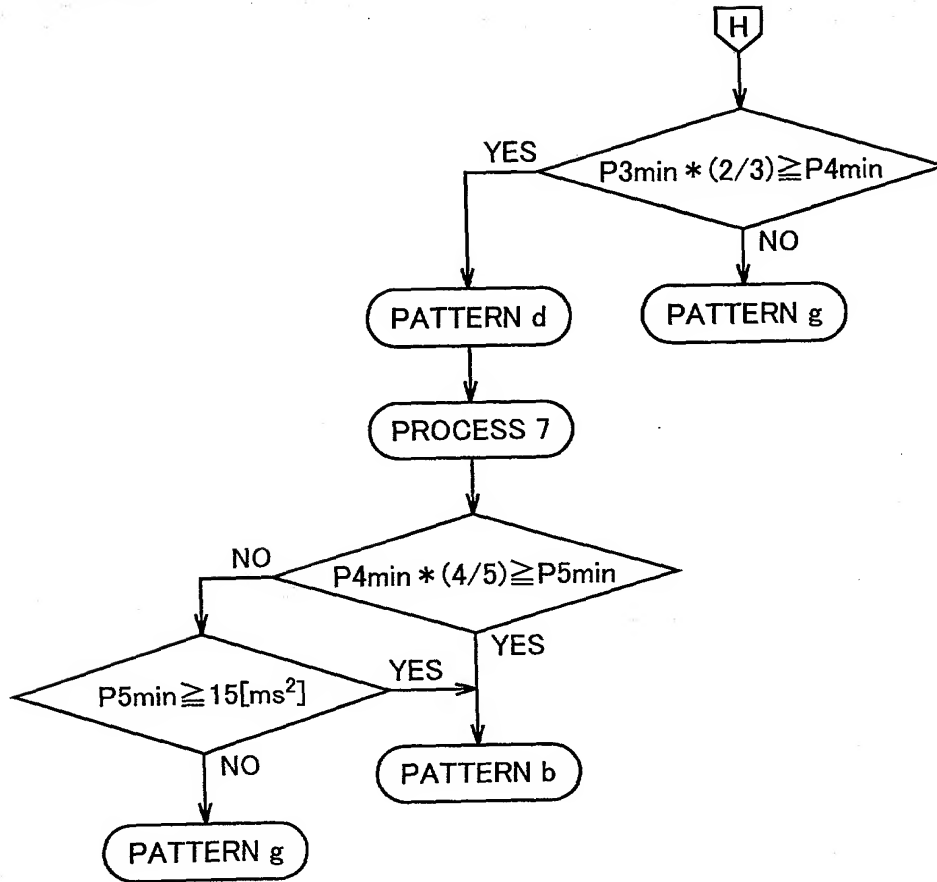 H
P3min*(2/3)≧P4min
YES
NO
PATTERN d
PATTERN g
PROCESS 7
P4min*(4/5)≧P5min
NO
YES
P5min≧15[ms²]
YES
NO
PATTERN b
PATTERN g